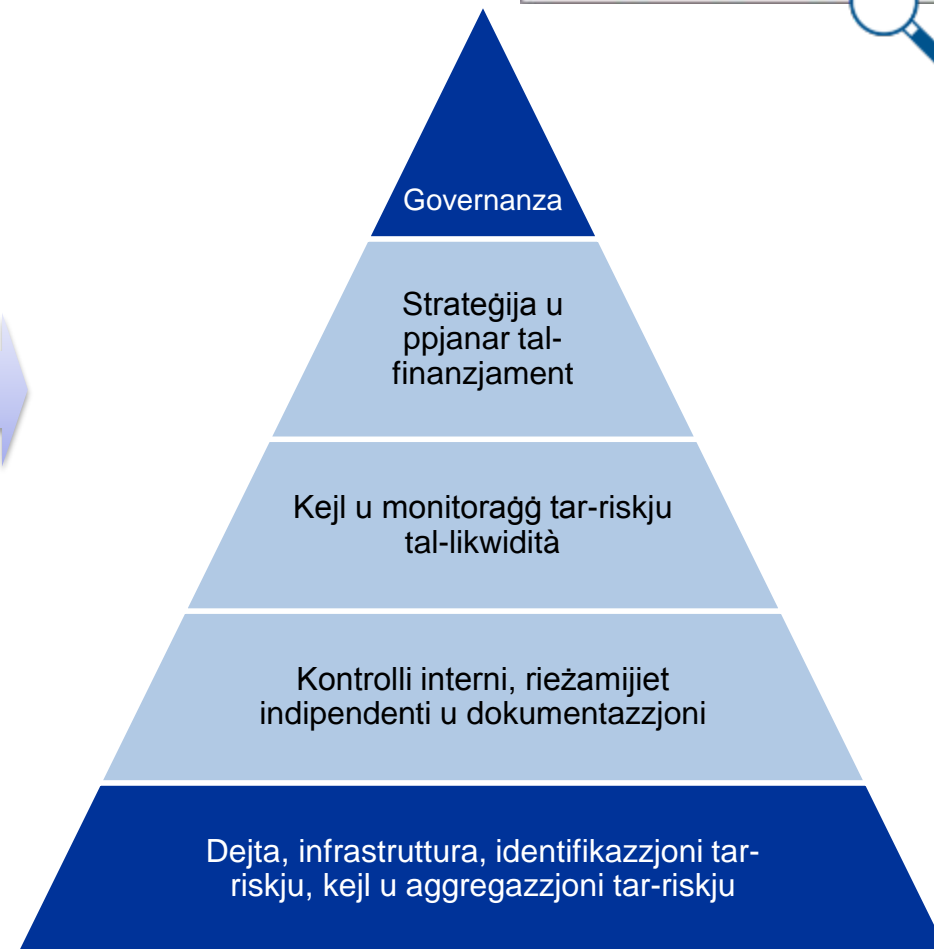 Governanza
Strateġija u
ppjanar tal-
finanzjament
Kejl u monitoraġġ tar-riskju
tal-likwidità
Kontrolli interni, rieżamijiet
indipendenti u dokumentazzjoni
Dejta, infrastruttura, identifikazzjoni tar-
riskju, kejl u aggregazzjoni tar-riskju